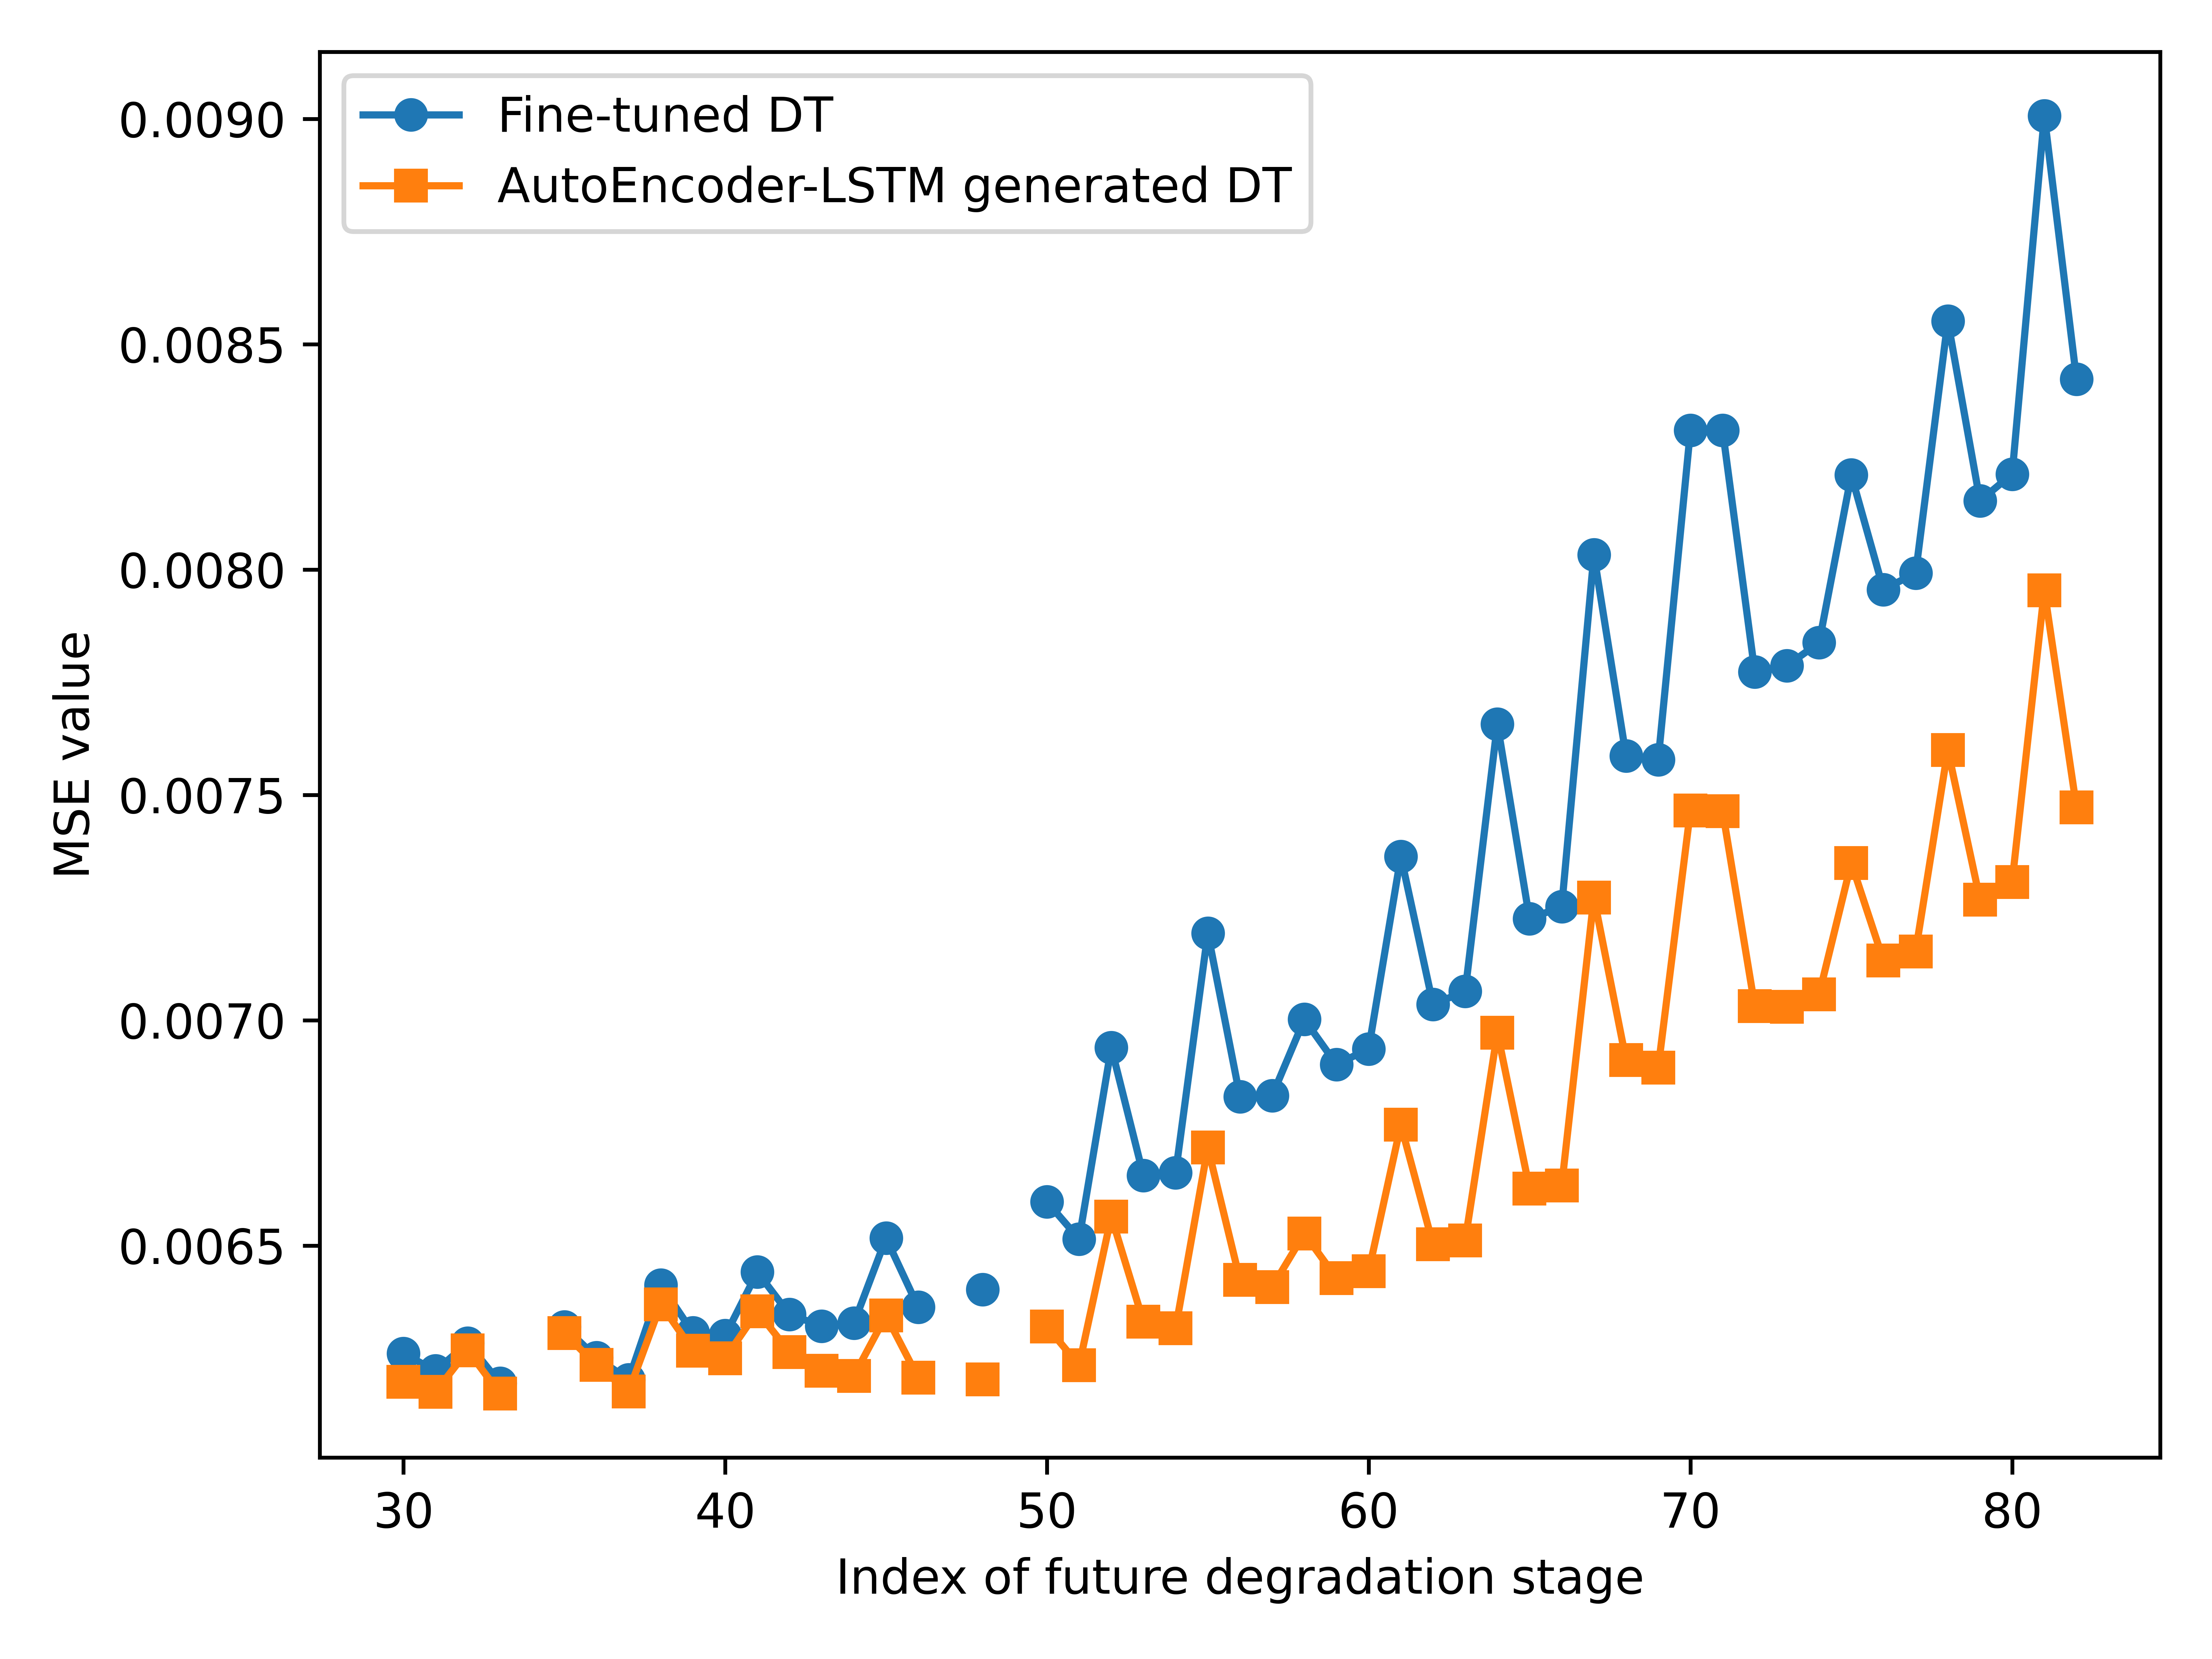 Fine-tuned DT
AutoEncoder-LSTM generated DT
0.0090
0.0085
0.0080
0.0075
0.0070
0.0065
MSE value
30 40 50 60 70 80
Index of future degradation stage